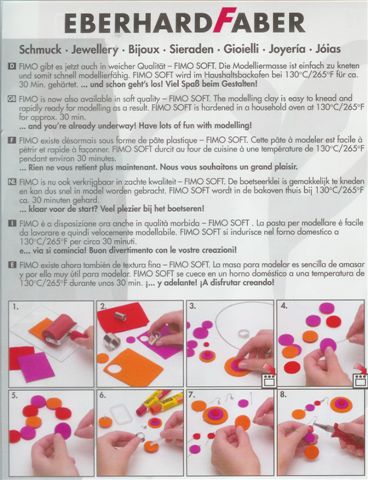 EBERHARDFABER
Schmuck · Jewellery · Bijoux · Sieraden · Gioielli · Joyería · Jóias
D FIMO gibt es jetzt auch in weicher Qualität – FIMO SOFT. Die Modelliermasse ist einfach zu kneten
und somit schnell modellierfähig. FIMO SOFT wird im Haushaltsbackofen bei 130°C/265°F für ca.
30 Min. gehärtet. ... und schon geht's los! Viel Spaß beim Gestalten!
GB FIMO is now also available in soft quality – FIMO SOFT. The modelling clay is easy to knead and
rapidly ready for modelling as a result. FIMO SOFT is hardened in a household oven at 130°C/265°F
for approx. 30 min.
... and you're already underway! Have lots of fun with modelling!
F FIMO existe désormais sous forme de pâte plastique – FIMO SOFT. Cette pâte à modeler est facile à
pétrir et rapide à façonner. FIMO SOFT durcit au four de cuisine à une température de 130°C/265°F
pendant environ 30 minutes.
... Rien ne vous retient plus maintenant. Nous vous souhaitons un grand plaisir.
NL FIMO is nu ook verkrijgbaar in zachte kwaliteit – FIMO SOFT. De boetseerklei is gemakkelijk te kneden
en kan dus snel in model worden gebracht. FIMO SOFT wordt in de bakoven thuis bij 130°C/265°F
ca. 30 minuten gehard.
... klaar voor de start? Veel plezier bij het boetseren!
I FIMO è a disposizione ora anche in qualità morbida – FIMO SOFT . La pasta per modellare è facile
da lavorare e quindi velocemente modellabile. FIMO SOFT si indurisce nel forno domestico a
130°C/265°F per circa 30 minuti.
e... via si comincia! Buon divertimento con le vostre creazioni!
E FIMO existe ahora también de textura fina – FIMO SOFT. La masa para modelar es sencilla de amasar
y por ello muy útil para modelar. FIMO SOFT se cuece en un horno doméstico a una temperatura de
130°C/265°F durante unos 30 min. ¡... y adelante! ¡A disfrutar creando!
1. 2. 3. 4.
5. 6. 7. 8.